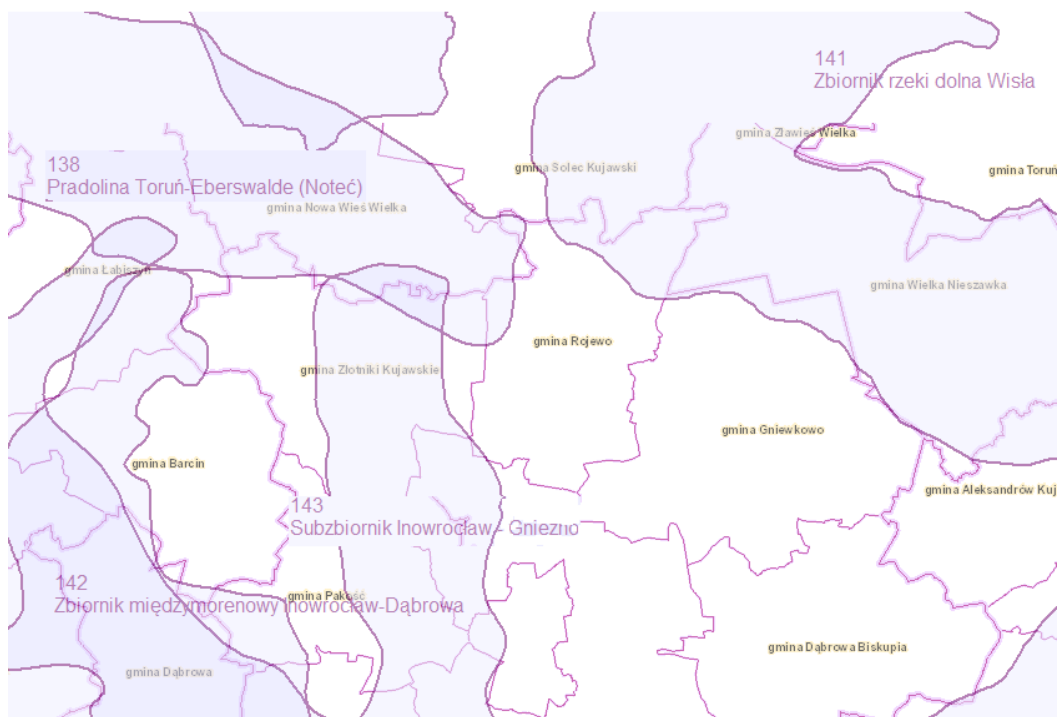 141
Zbiornik rzeki dolna Wisła
gmina Zławieś Wielka
138
Pradolina Toruń-Eberswalde (Noteć)
gmina Solec Kujawski
gmina Toruń
gmina Nowa Wieś Wielka
gmina Łabiszyn
gmina Wielka Nieszawka
gmina Rojewo
gmina Złotniki Kujawskie
gmina Gniewkowo
gmina Barcin
gmina Aleksandrów Kuj
143
Subzbiornik Inowrocław - Gniezno
142
Zbiornik międzymorenowy Inowrocław-Dąbrowa
gmina Pakość
gmina Dąbrowa Biskupia
gmina Dąbrowa